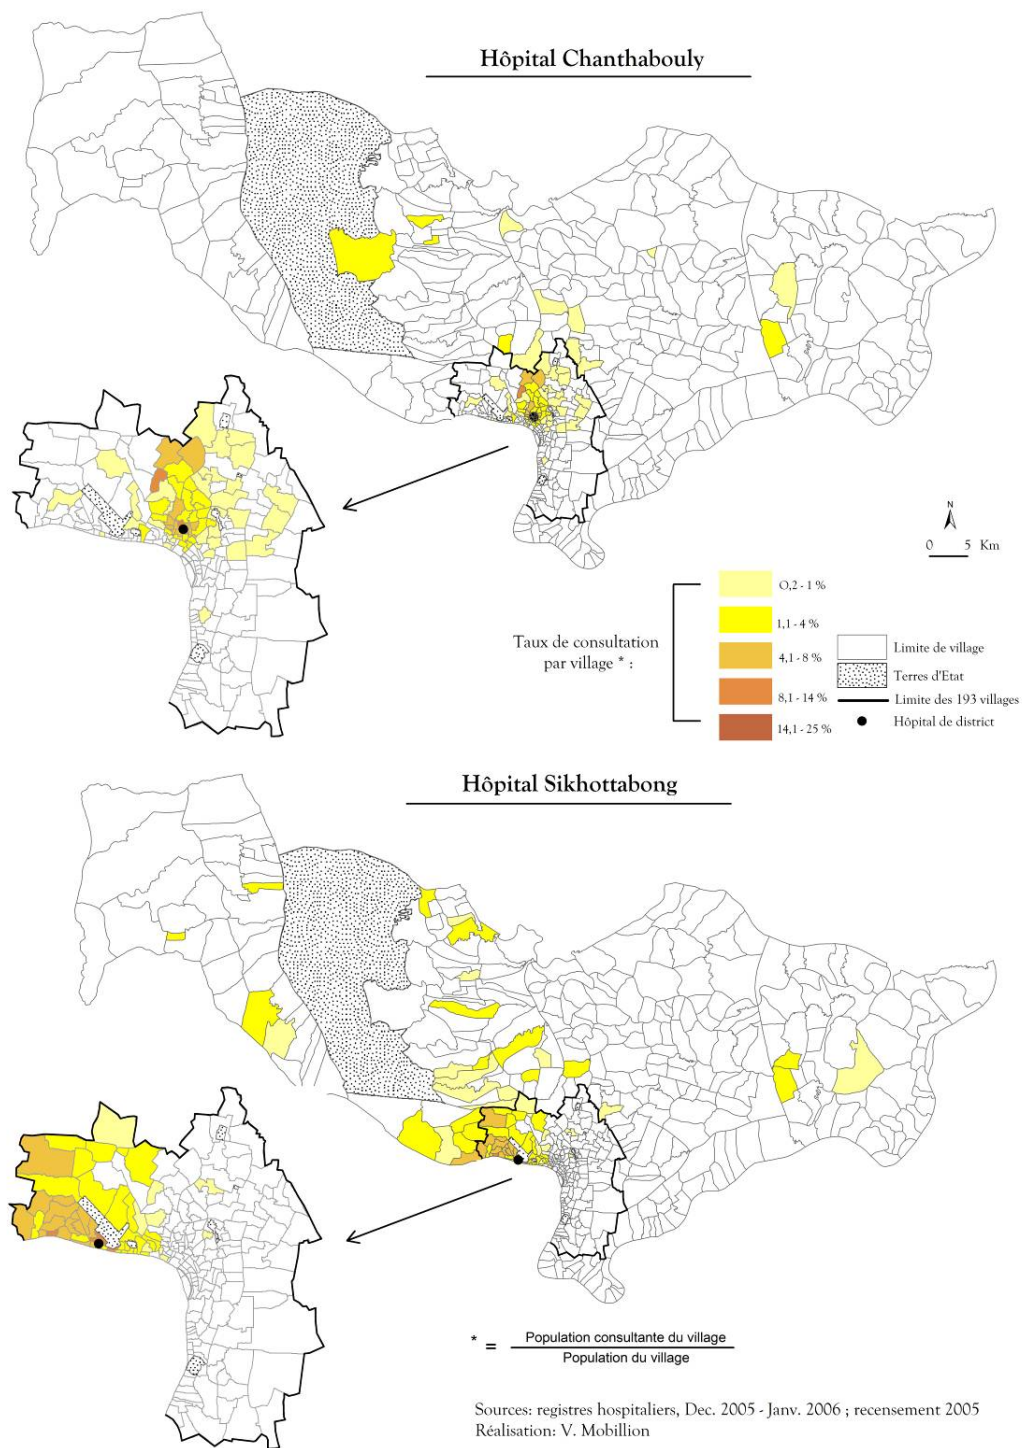 Hôpital Chanthabouly
N
0 5 Km
Taux de consultation
par village * :
O,2 - 1 %
1,1 - 4 %
4,1 - 8 %
8,1 - 14 %
14,1 - 25 %
Limite de village
Terres d'Etat
Limite des 193 villages
Hôpital de district
Hôpital Sikhottabong
* = Population consultante du village
Population du village
Sources: registres hospitaliers, Dec. 2005 - Janv. 2006 ; recensement 2005
Réalisation: V. Mobillion